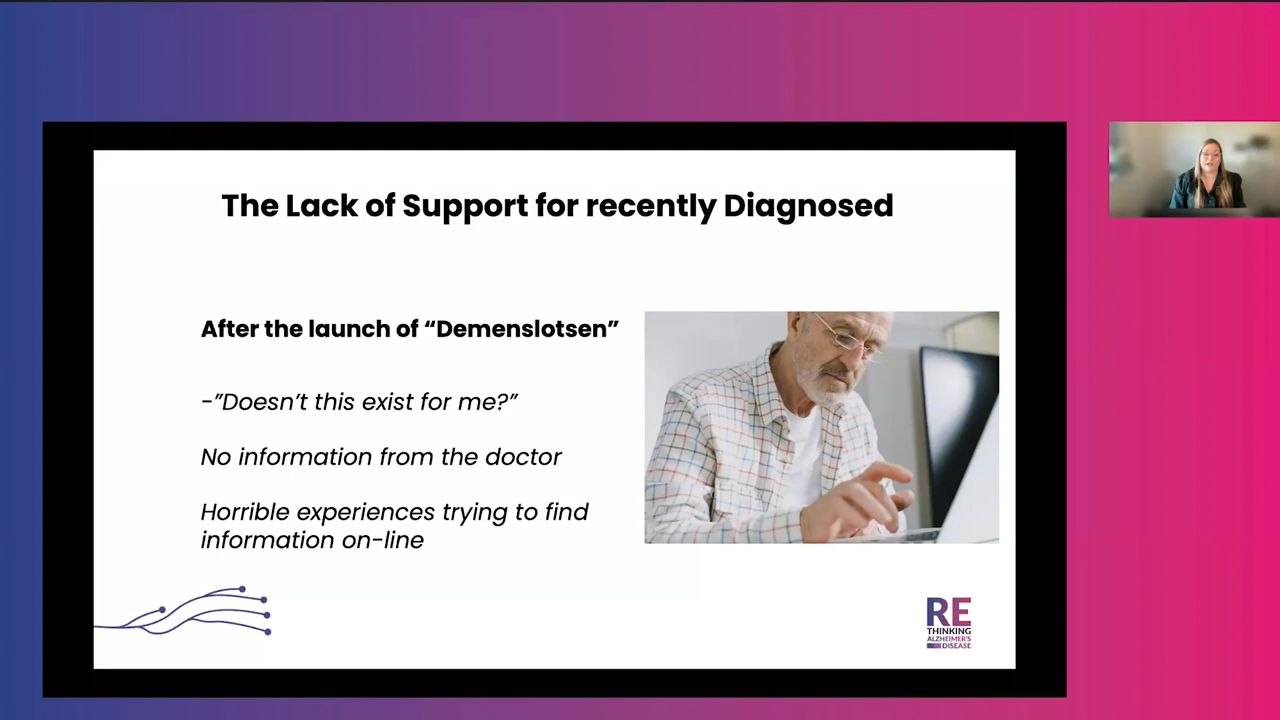 The Lack of Support for recently Diagnosed
After the launch of “Demenslotsen”
-”Doesn’t this exist for me?”
No information from the doctor
Horrible experiences trying to find
information on-line
RE
THINKING
ALZHEIMER'S
DISEASE